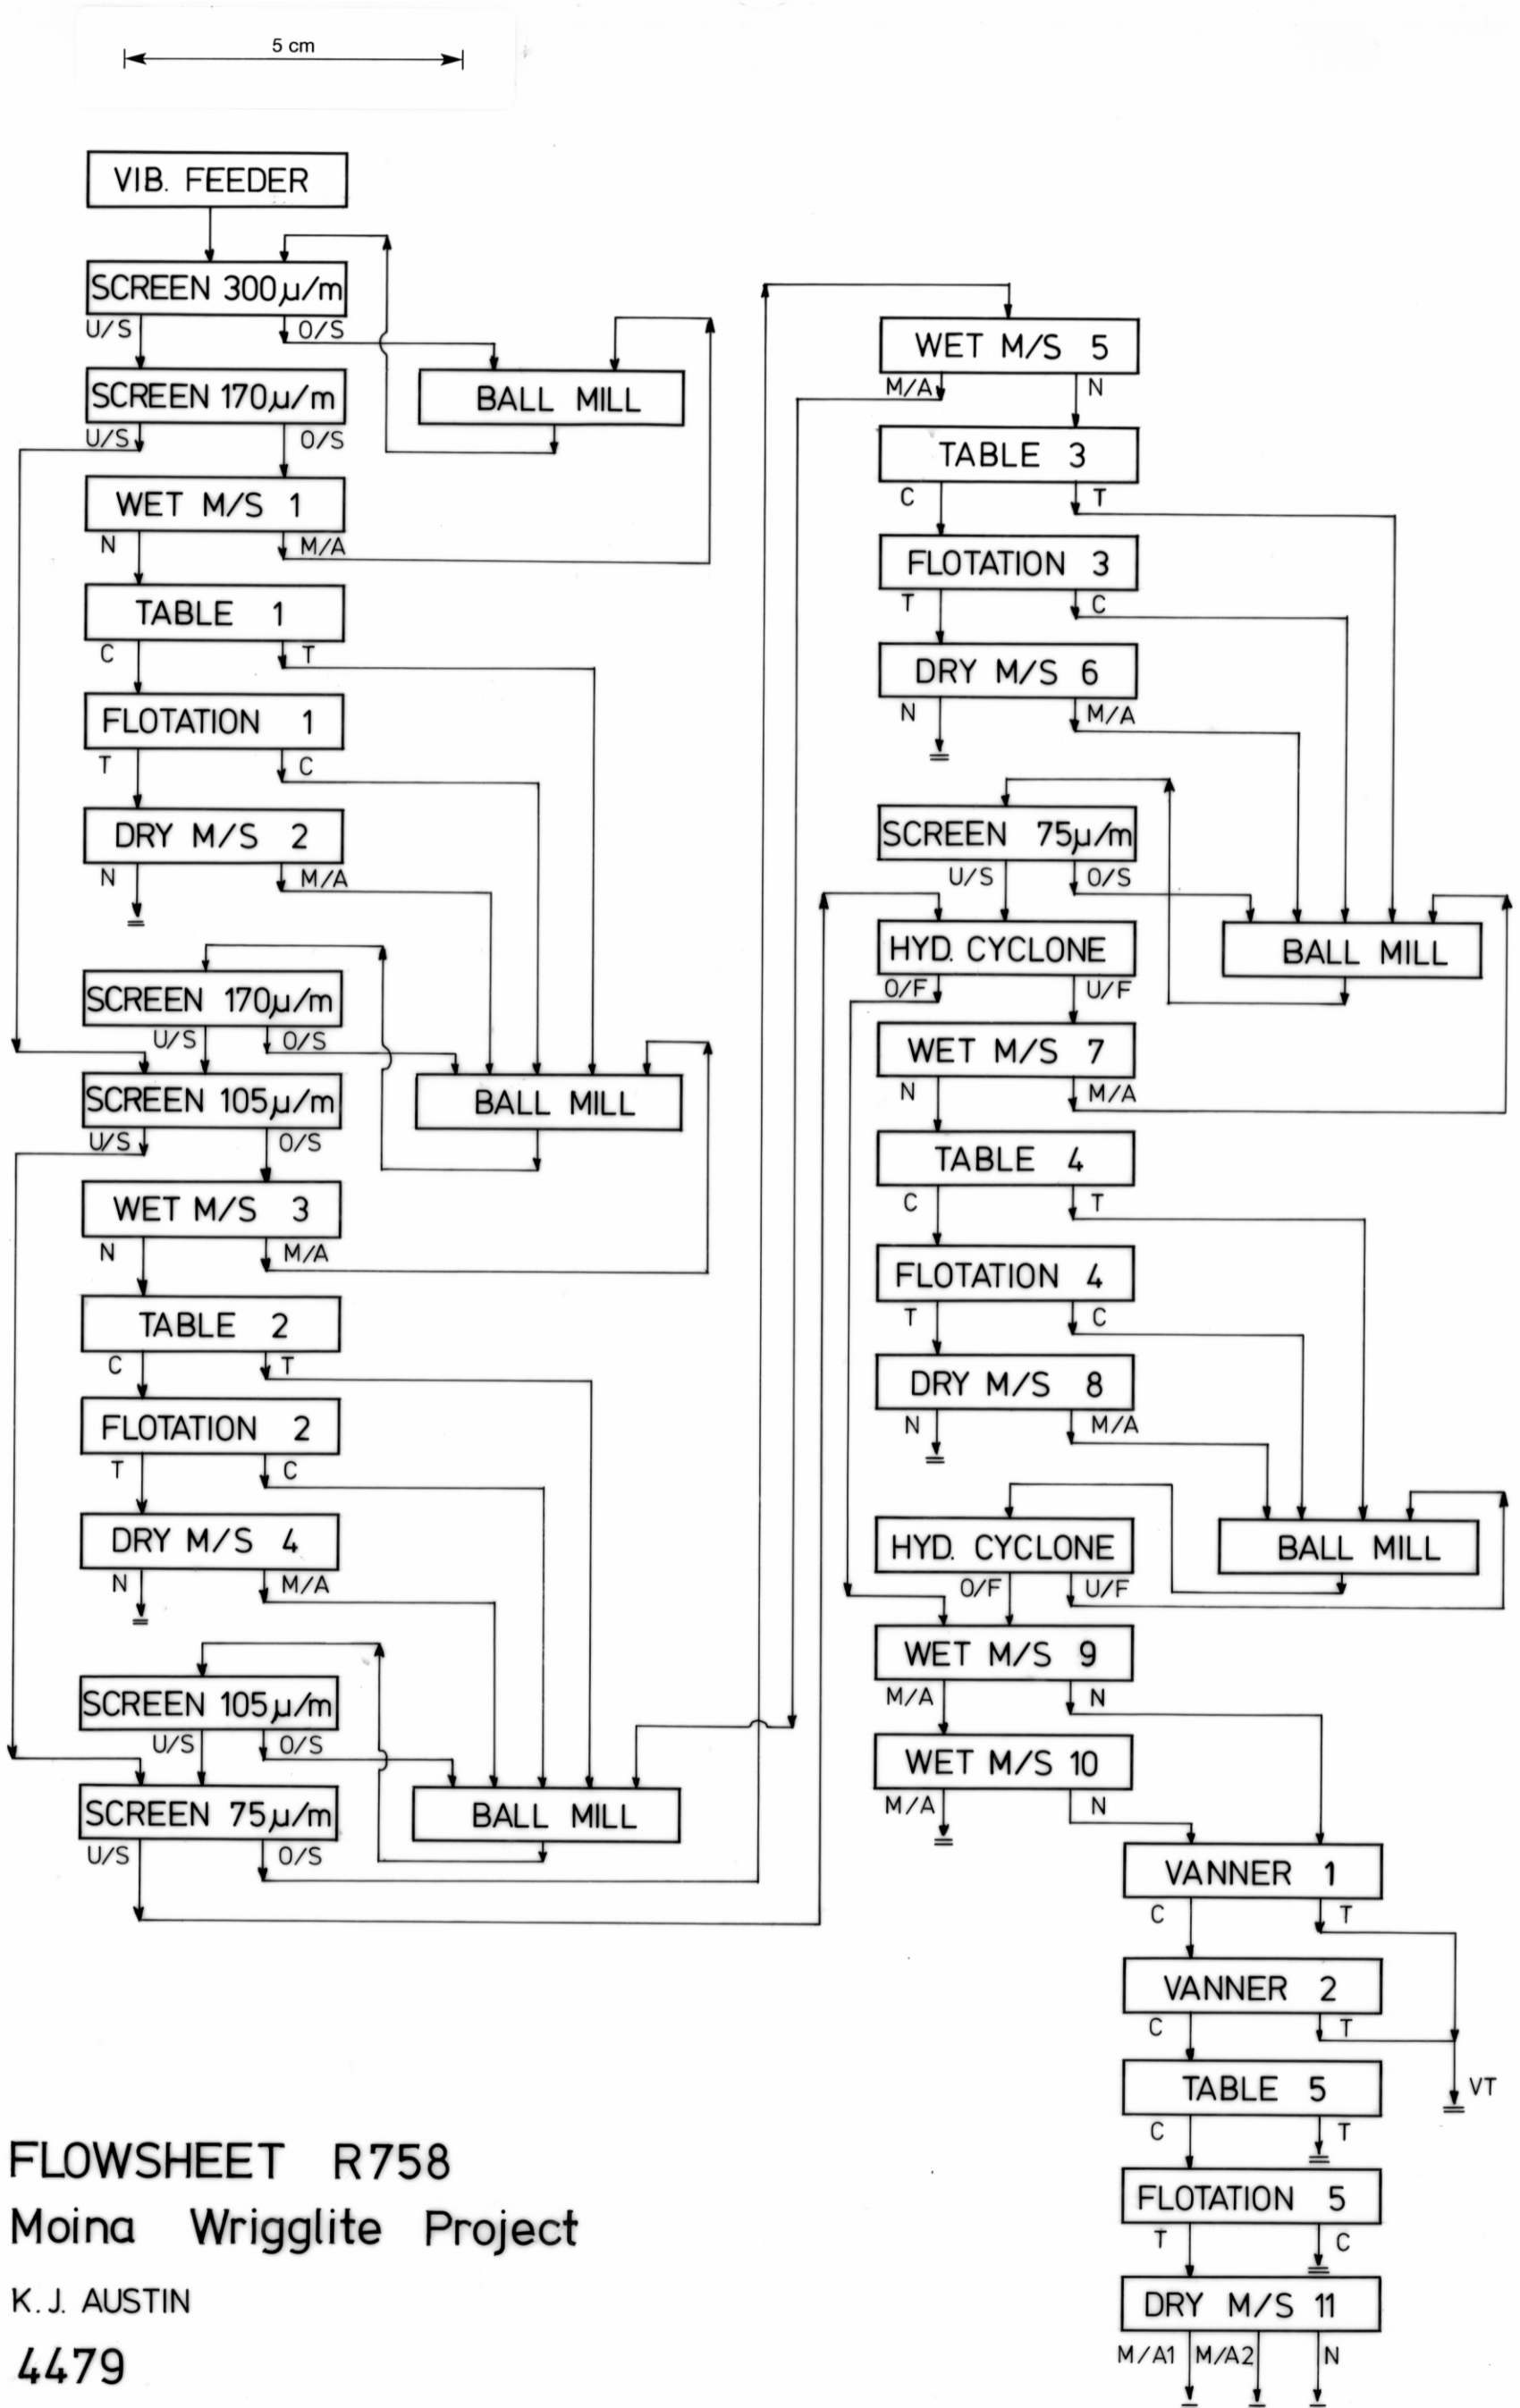 5 cm
VIB. FEEDER
SCREEN 300µ/m
U/S O/S
SCREEN 170µ/m
BALL MILL
U/S O/S
WET M/S 1
N M/A
TABLE 1
C T
FLOTATION 1
T C
DRY M/S 2
N M/A
SCREEN 170µ/m
U/S O/S
SCREEN 105µ/m
BALL MILL
U/S O/S
WET M/S 3
N M/A
TABLE 2
C T
FLOTATION 2
T C
DRY M/S 4
N M/A
SCREEN 105µ/m
U/S O/S
SCREEN 75µ/m
BALL MILL
U/S O/S
WET M/S 5
M/A N
TABLE 3
C T
FLOTATION 3
T C
DRY M/S 6
N M/A
SCREEN 75µ/m
U/S O/S
HYD. CYCLONE
BALL MILL
O/F U/F
WET M/S 7
N M/A
TABLE 4
C T
FLOTATION 4
T C
DRY M/S 8
N M/A
HYD. CYCLONE
BALL MILL
O/F U/F
WET M/S 9
M/A N
WET M/S 10
M/A N
VANNER 1
C T
VANNER 2
C T
TABLE 5
VT
C T
FLOTATION 5
T C
DRY M/S 11
M/A1 M/A2 N
FLOWSHEET R758
Moina Wrigglite Project
K.J. AUSTIN
4479